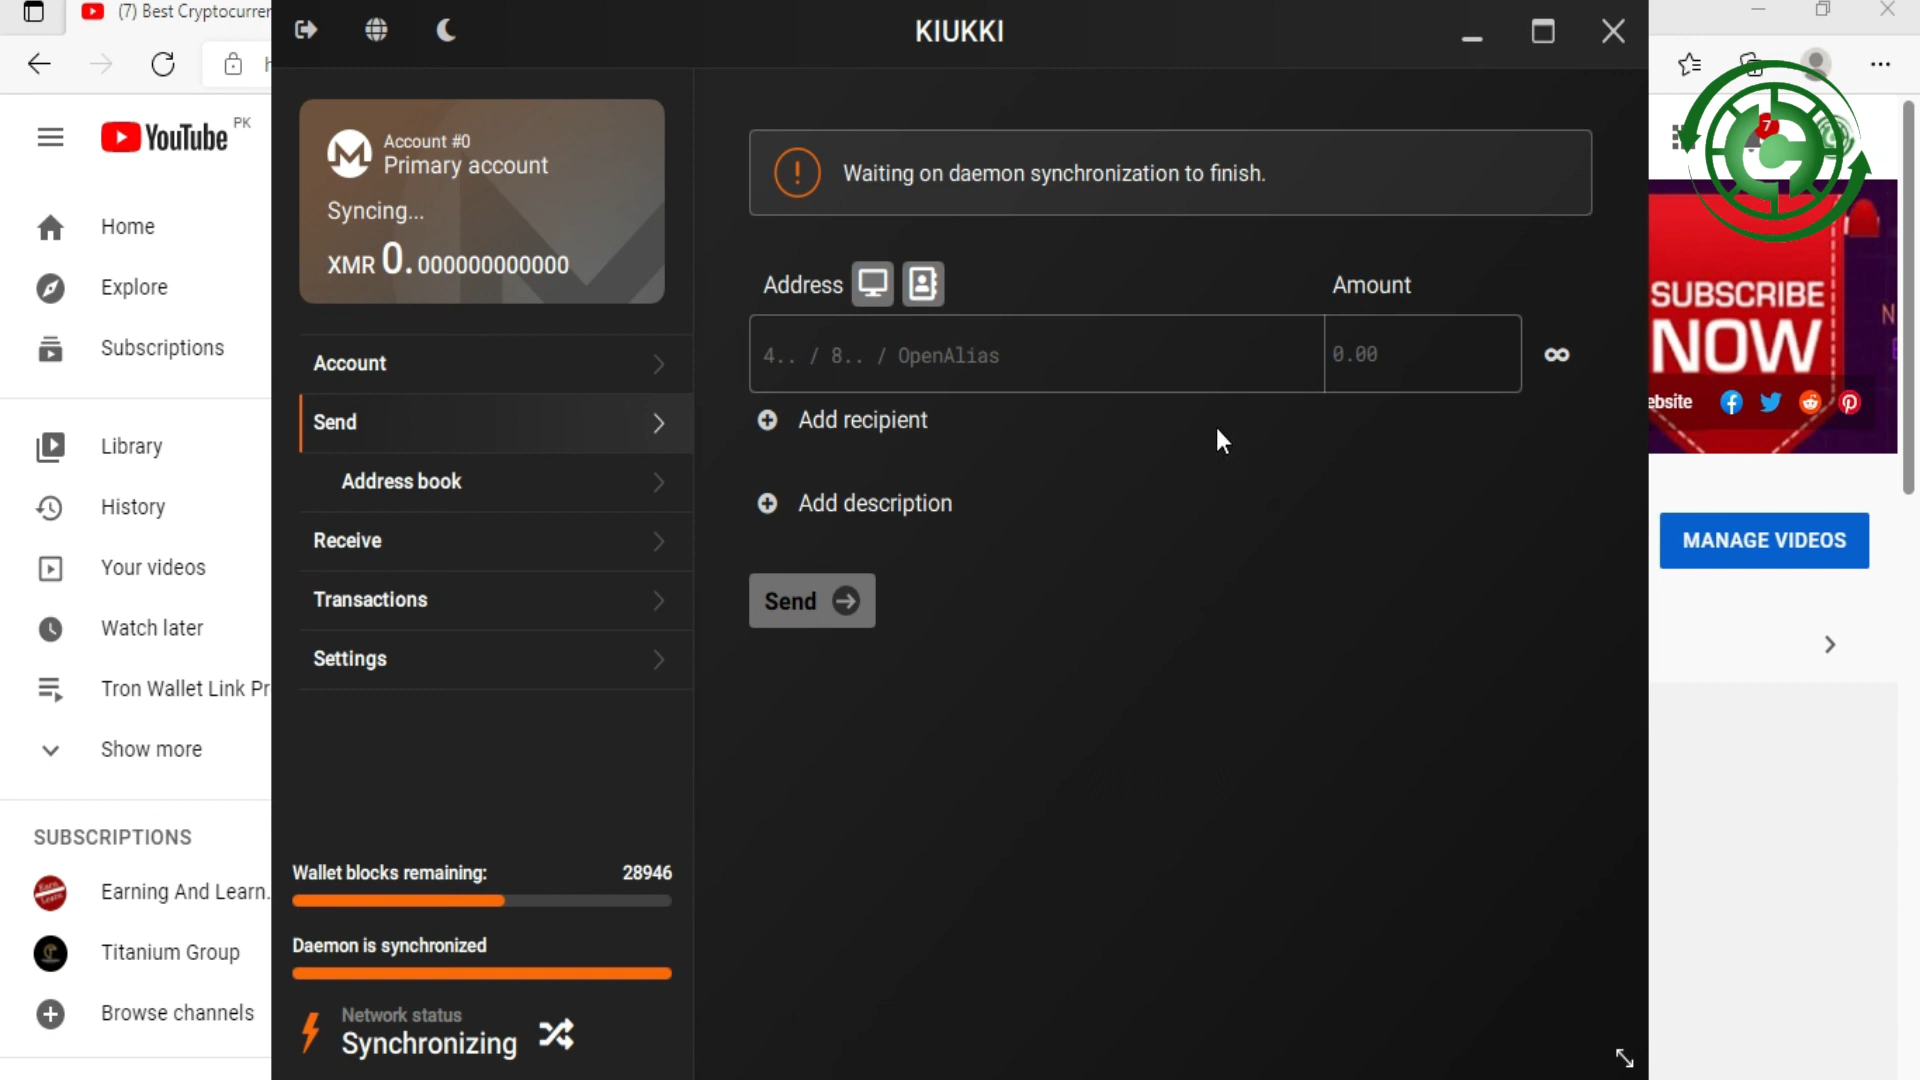 (7) Best Cryptocurrer
KIUKKI
YouTube PK
Home
Explore
Subscriptions
Library
History
Your videos
Watch later
Tron Wallet Link Pr
Show more
SUBSCRIPTIONS
Earning And Learn.
Titanium Group
Browse channels
Account #0
Primary account
Syncing...
XMR 0.000000000000
Account
Send
Address book
Receive
Transactions
Settings
Wallet blocks remaining: 28946
Daemon is synchronized
Network status
Synchronizing
Waiting on daemon synchronization to finish.
Address
Amount
4.. / 8.. / OpenAlias
0.00
Add recipient
Add description
Send
7
SUBSCRIBE
NOW
ebsite
MANAGE VIDEOS